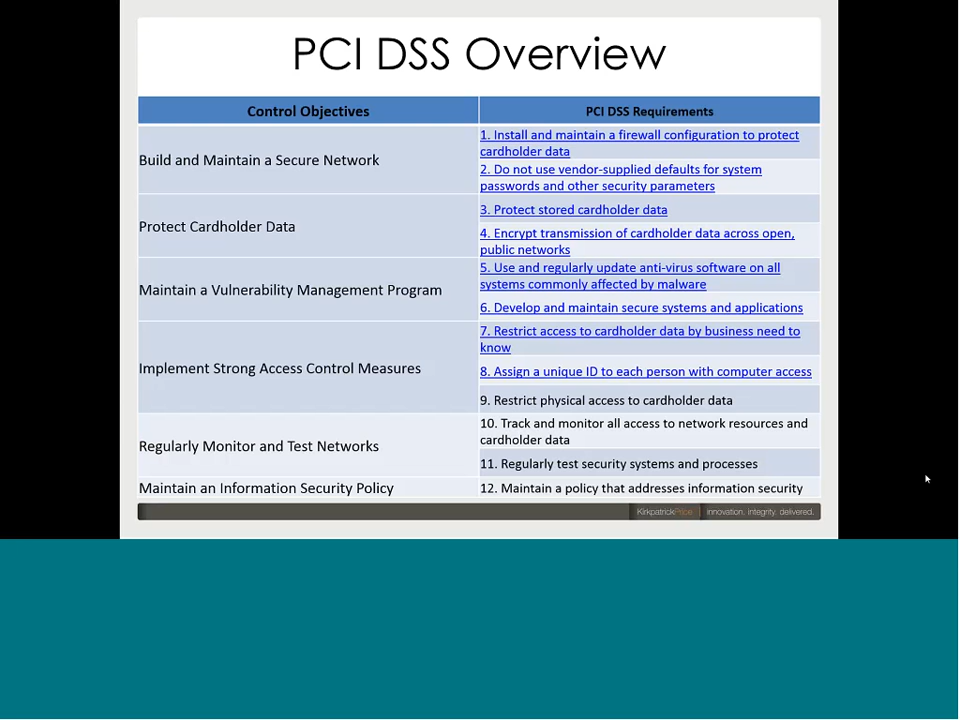 PCI DSS Overview
Control Objectives
PCI DSS Requirements
Build and Maintain a Secure Network
1. Install and maintain a firewall configuration to protect
cardholder data
2. Do not use vendor-supplied defaults for system
passwords and other security parameters
Protect Cardholder Data
3. Protect stored cardholder data
4. Encrypt transmission of cardholder data across open,
public networks
Maintain a Vulnerability Management Program
5. Use and regularly update anti-virus software on all
systems commonly affected by malware
6. Develop and maintain secure systems and applications
Implement Strong Access Control Measures
7. Restrict access to cardholder data by business need to
know
8. Assign a unique ID to each person with computer access
9. Restrict physical access to cardholder data
Regularly Monitor and Test Networks
10. Track and monitor all access to network resources and
cardholder data
11. Regularly test security systems and processes
Maintain an Information Security Policy
12. Maintain a policy that addresses information security
KirkpatrickPrice innovation. integrity. delivered.